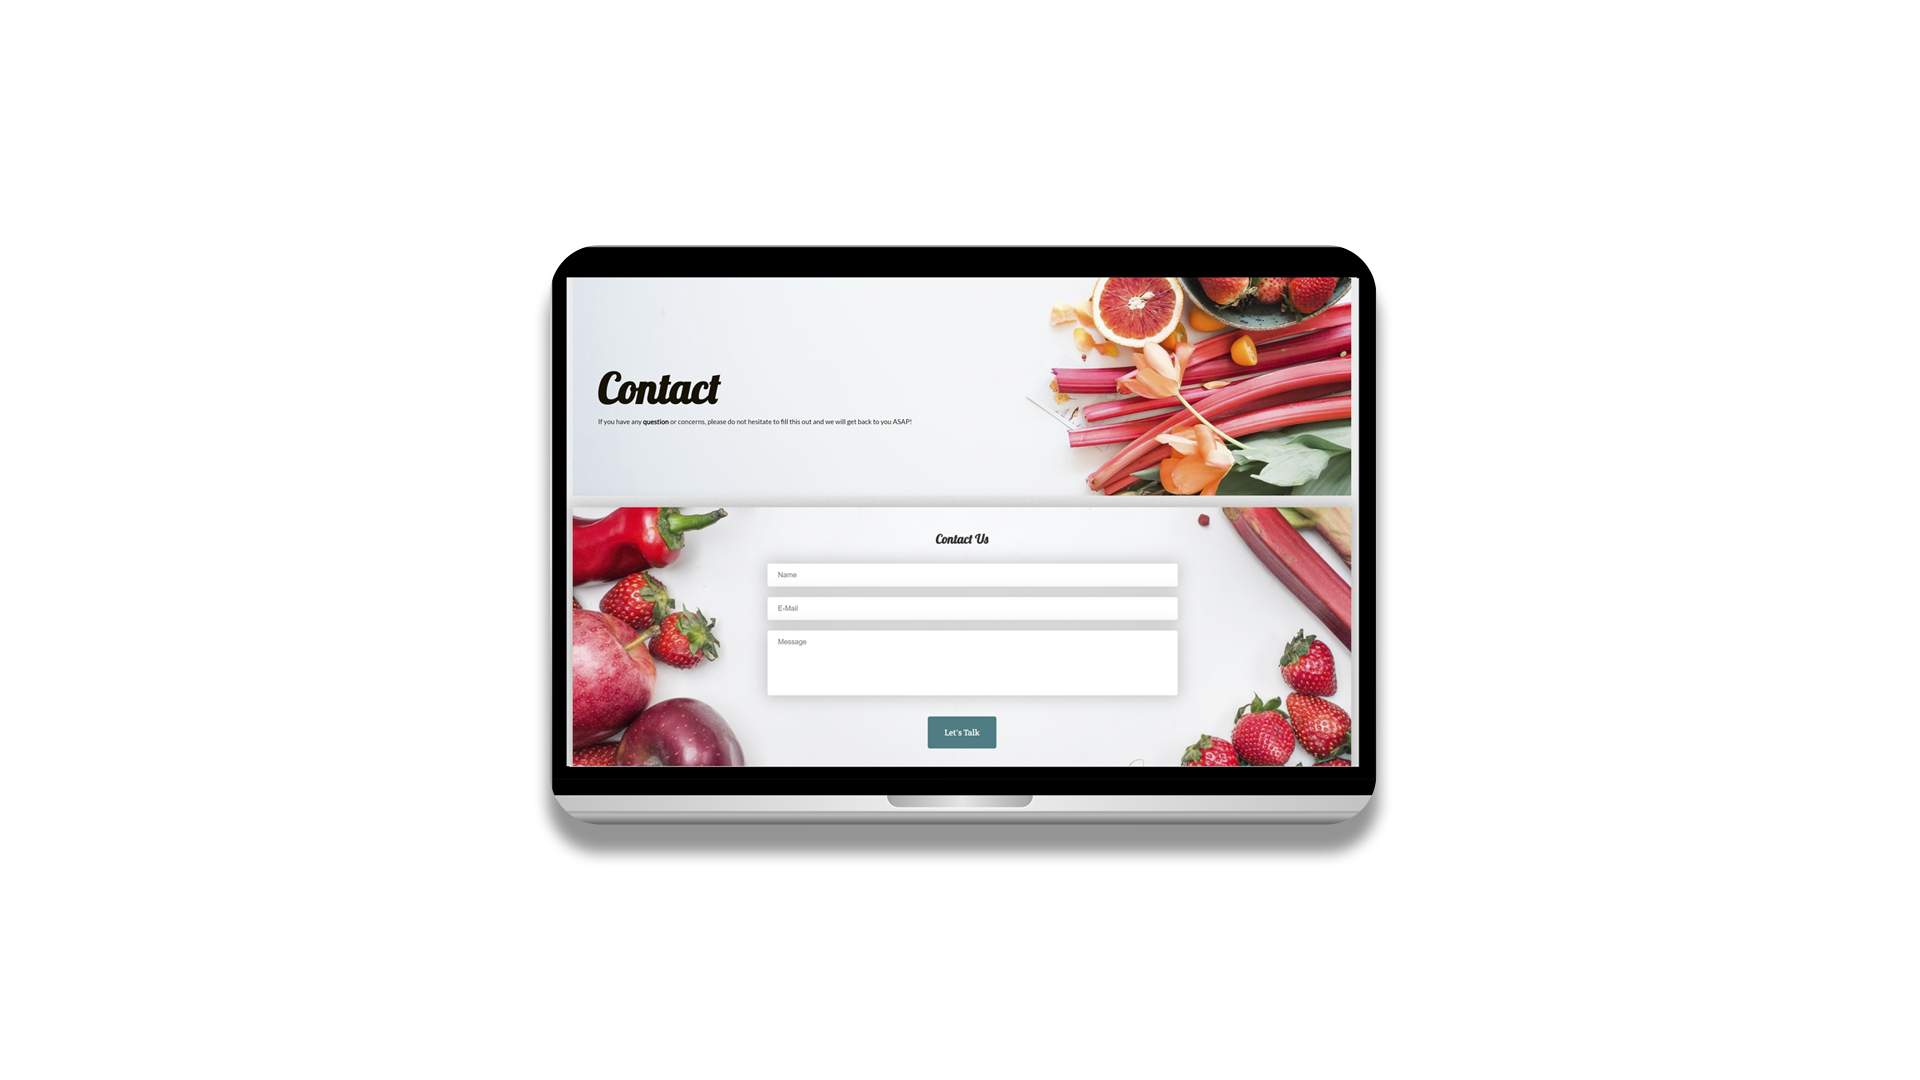 Contact
If you have any question or concerns, please do not hesitate to fill this out and we will get back to you ASAP!
Contact Us
Name
E-Mail
Message
Let's Talk